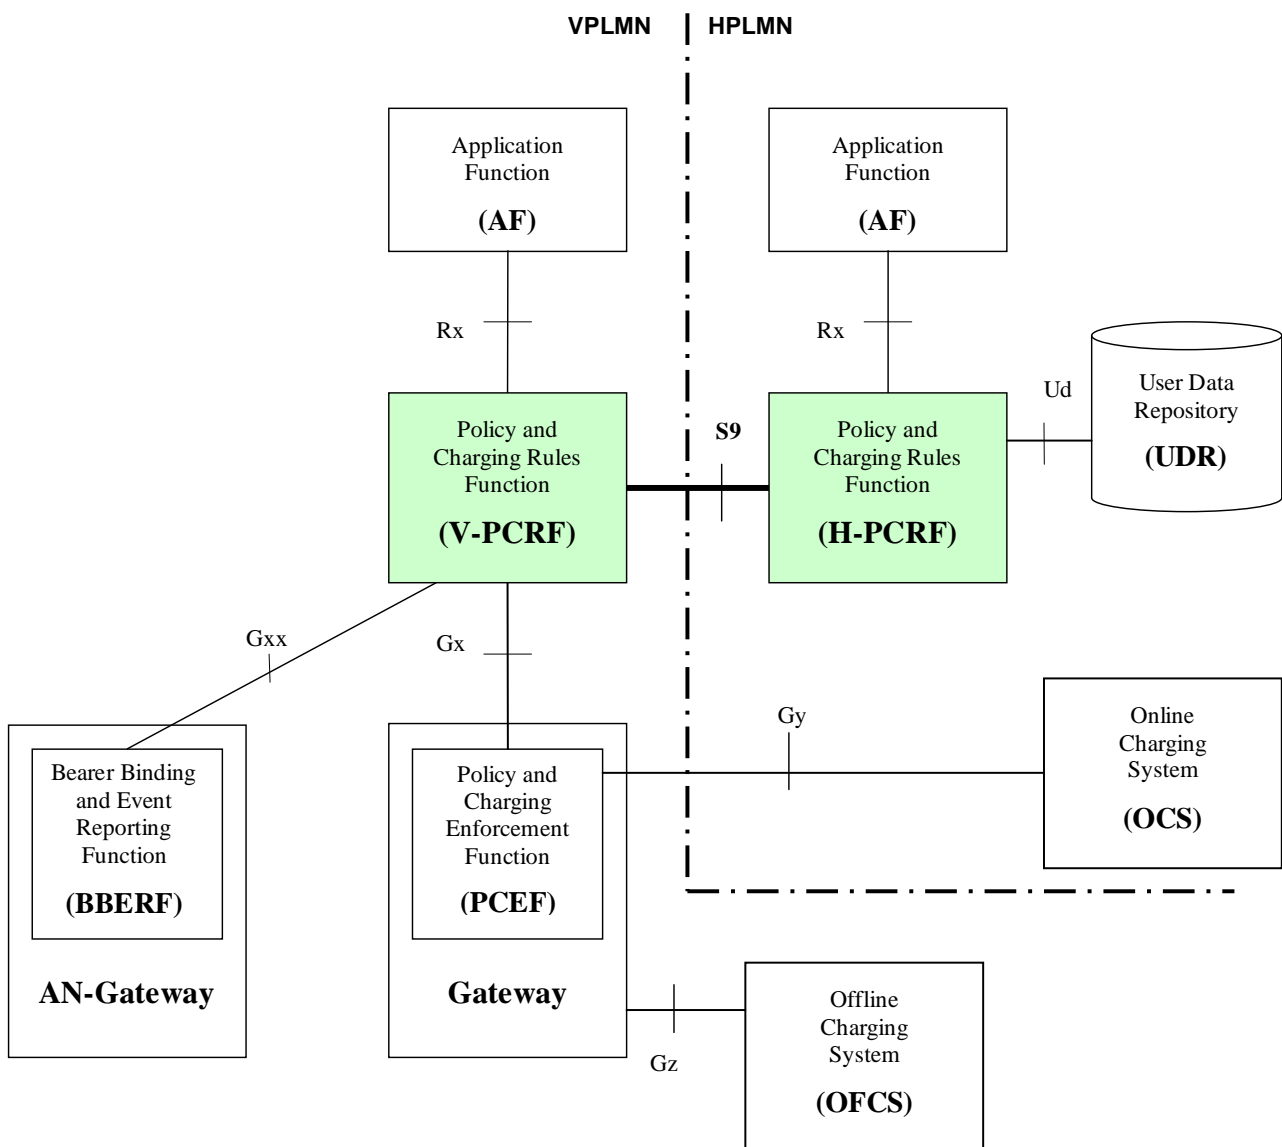 VPLMN
HPLMN
Application
Function
(AF)
Application
Function
(AF)
Rx
Rx
User Data
Repository
(UDR)
Ud
Policy and
Charging Rules
Function
(V-PCRF)
S9
Policy and
Charging Rules
Function
(H-PCRF)
Gxx
Gx
Gy
Online
Charging
System
(OCS)
Bearer Binding
and Event
Reporting
Function
(BBERF)
AN-Gateway
Policy and
Charging
Enforcement
Function
(PCEF)
Gateway
Gz
Offline
Charging
System
(OFCS)